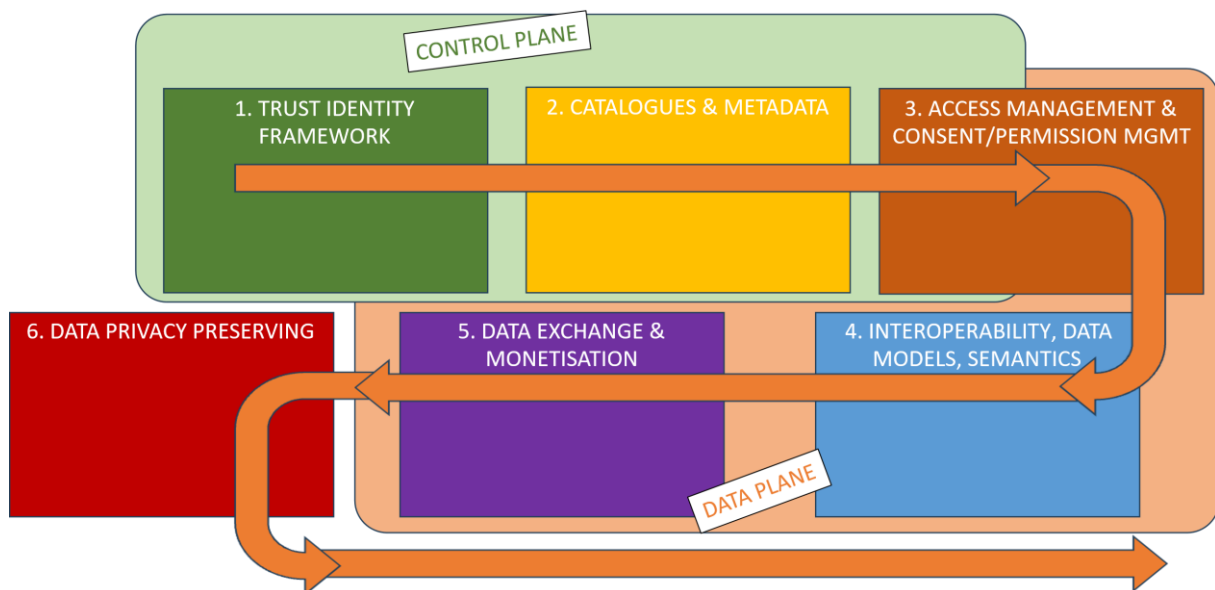 CONTROL PLANE
1. TRUST IDENTITY
FRAMEWORK
2. CATALOGUES & METADATA
3. ACCESS MANAGEMENT &
CONSENT/PERMISSION MGMT
6. DATA PRIVACY PRESERVING
5. DATA EXCHANGE &
MONETISATION
4. INTEROPERABILITY, DATA
MODELS, SEMANTICS
DATA PLANE